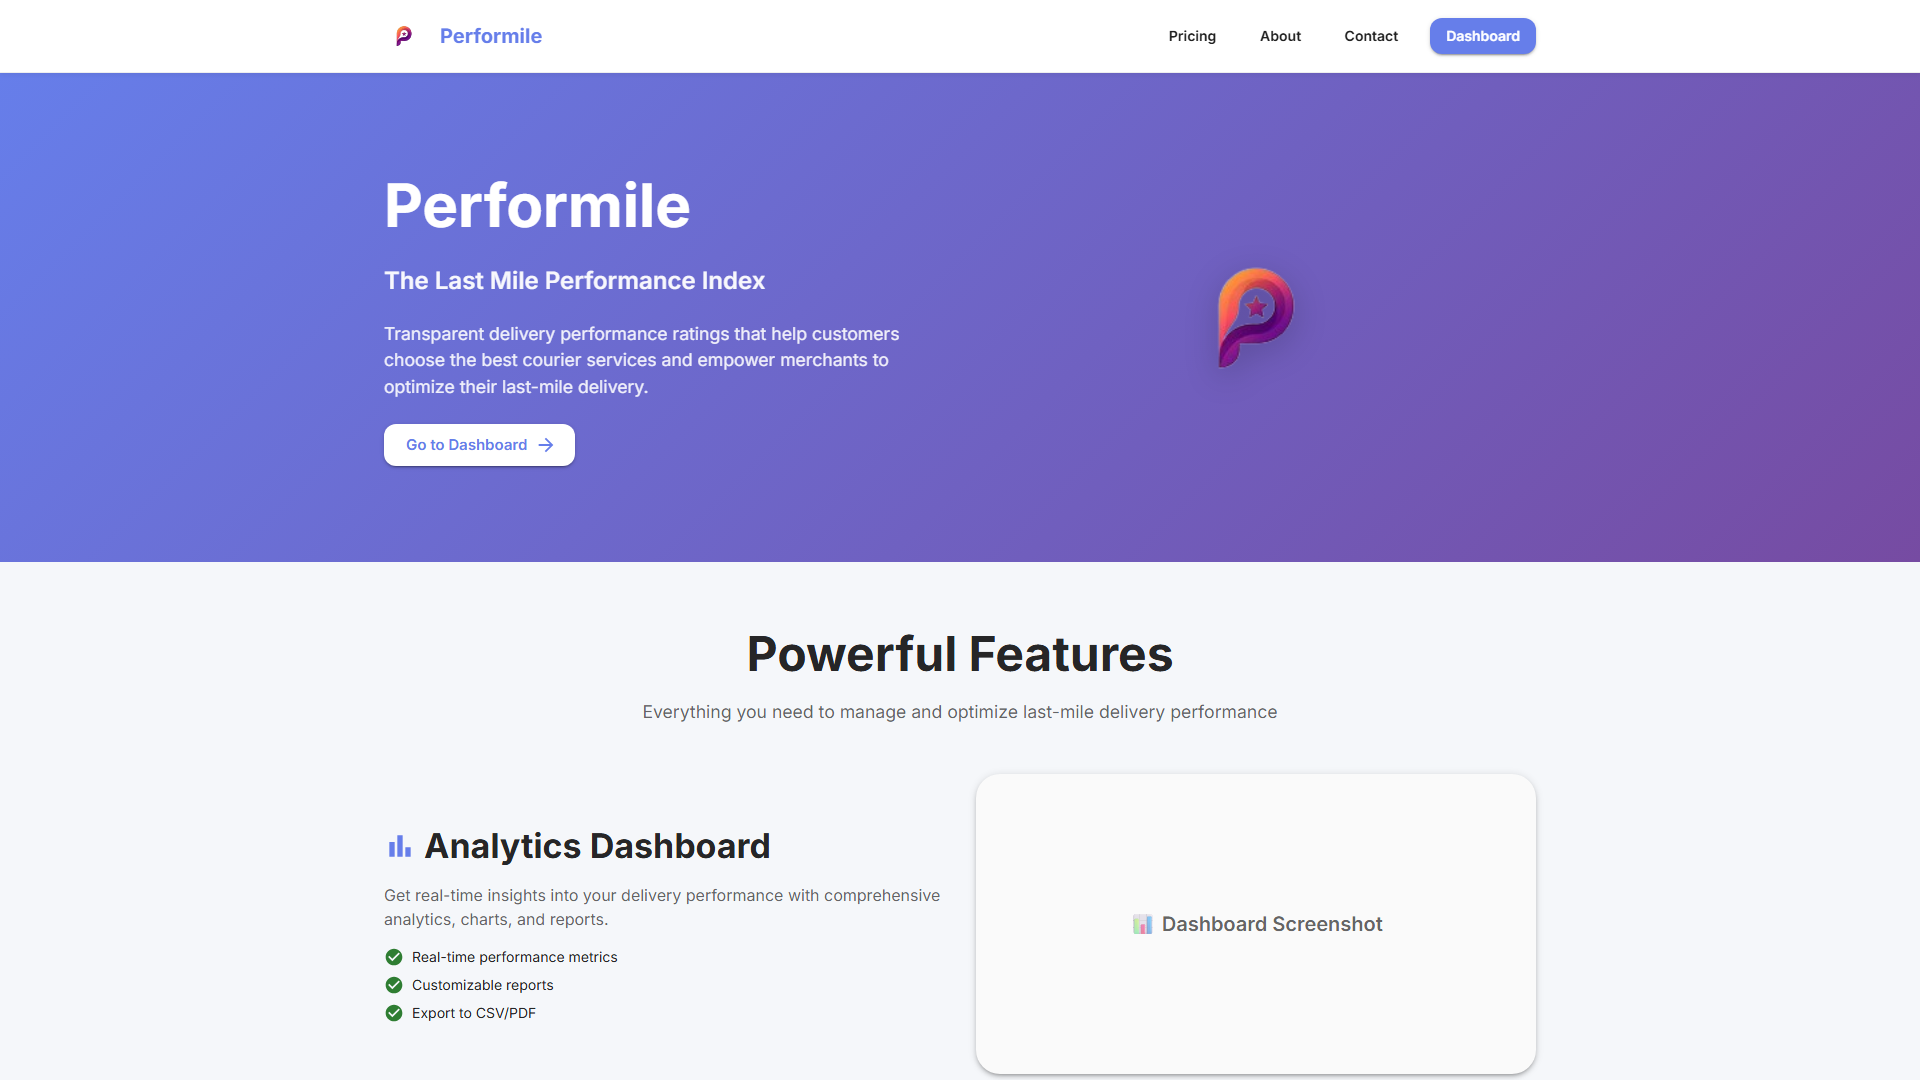 Performile
Pricing
About
Contact
Dashboard
Performile
The Last Mile Performance Index
Transparent delivery performance ratings that help customers
choose the best courier services and empower merchants to
optimize their last-mile delivery.
Go to Dashboard
Powerful Features
Everything you need to manage and optimize last-mile delivery performance
Analytics Dashboard
Get real-time insights into your delivery performance with comprehensive
analytics, charts, and reports.
Real-time performance metrics
Customizable reports
Export to CSV/PDF
📊 Dashboard Screenshot